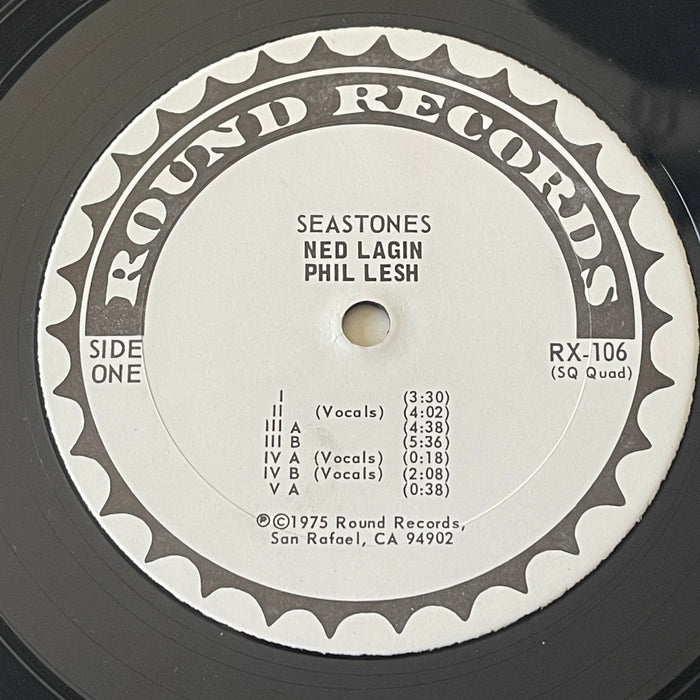 ROUND RECORDS
SEASTONES
NED LAGIN
PHIL LESH
SIDE ONE
RX-106
(SQ Quad)
I (3:30)
II (Vocals) (4:02)
III A (4:38)
III B (5:36)
IV A (Vocals) (0:18)
IV B (Vocals) (2:08)
V A (0:38)
℗©1975 Round Records,
San Rafael, CA 94902